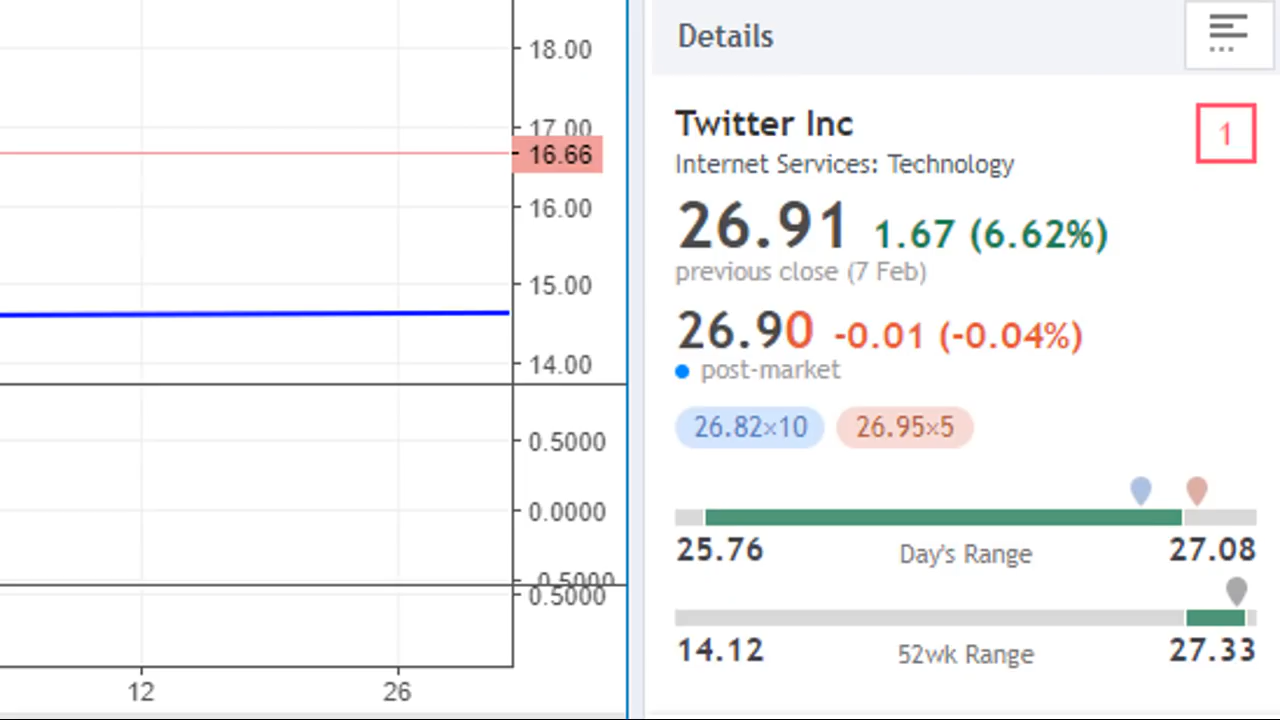 18.00
17.00
16.66
16.00
15.00
14.00
0.5000
0.0000
-0.5000
0.5000
12 26
Details
Twitter Inc
1
Internet Services: Technology
26.91 1.67 (6.62%)
previous close (7 Feb)
26.90 -0.01 (-0.04%)
post-market
26.82×10 26.95×5
25.76 Day's Range 27.08
14.12 52wk Range 27.33